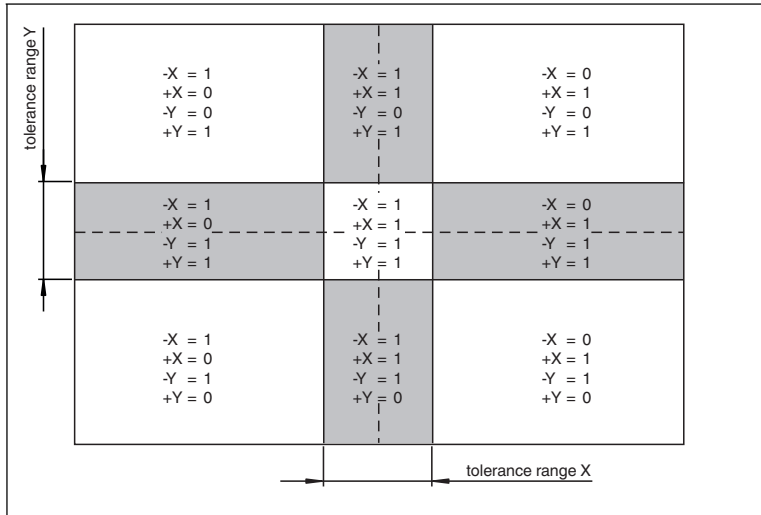 tolerance range Y
-X = 1
+X = 0
-Y = 0
+Y = 1
-X = 1
+X = 1
-Y = 0
+Y = 1
-X = 0
+X = 1
-Y = 0
+Y = 1
-X = 1
+X = 0
-Y = 1
+Y = 1
-X = 1
+X = 1
-Y = 1
+Y = 1
-X = 0
+X = 1
-Y = 1
+Y = 1
-X = 1
+X = 0
-Y = 1
+Y = 0
-X = 1
+X = 1
-Y = 1
+Y = 0
-X = 0
+X = 1
-Y = 1
+Y = 0
tolerance range X